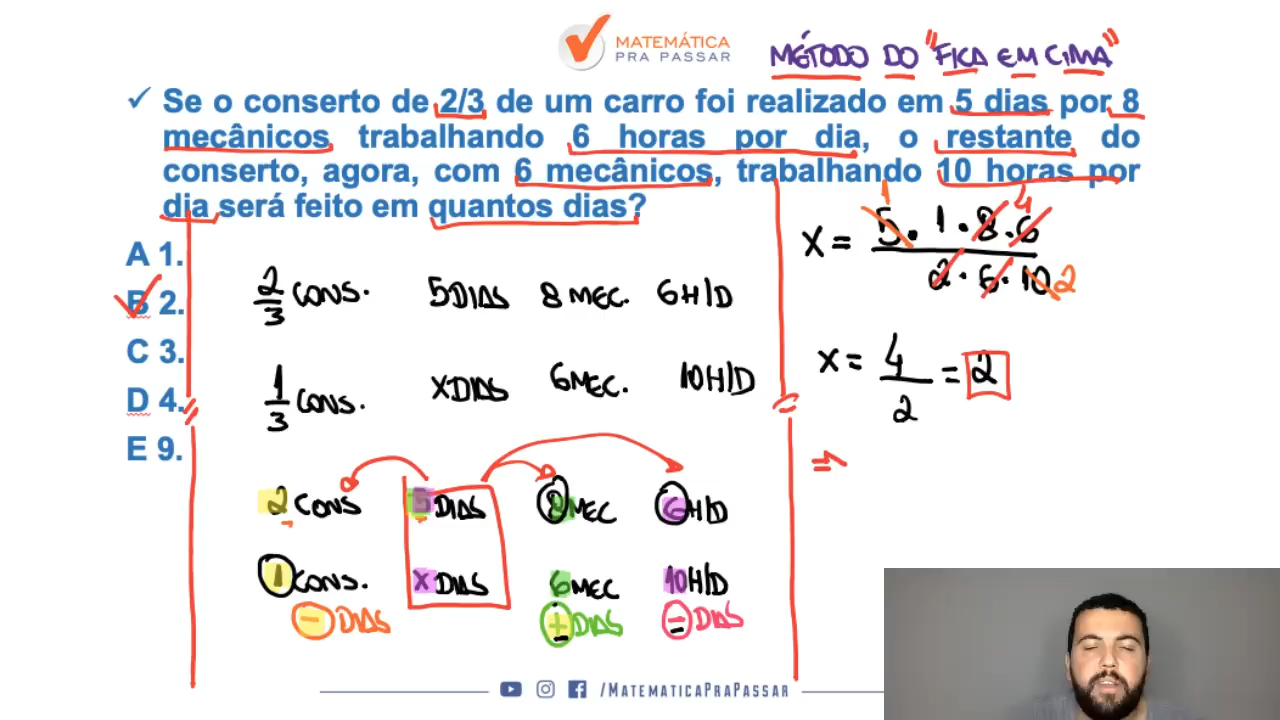 MATEMÁTICA
PRA PASSAR
MÉTODO DO "FICA EM CIMA"
✓ Se o conserto de 2/3 de um carro foi realizado em 5 dias por 8
mecânicos trabalhando 6 horas por dia, o restante do
conserto, agora, com 6 mecânicos, trabalhando 10 horas por
dia será feito em quantos dias?
A 1.
B 2.
C 3.
D 4.
E 9.
2/3 CONS. 5 DIAS 8 MEC. 6 H/D
1/3 CONS. X DIAS 6 MEC. 10 H/D
2 CONS 5 DIAS 8 MEC 6 H/D
1 CONS. X DIAS 6 MEC 10 H/D
- DIAS + DIAS - DIAS
1 4
X = 5 . 1 . 8 . 6
2 . 6 . 10 2
X = 4/2 = 2
⇒
/MATEMATICAPRAPASSAR